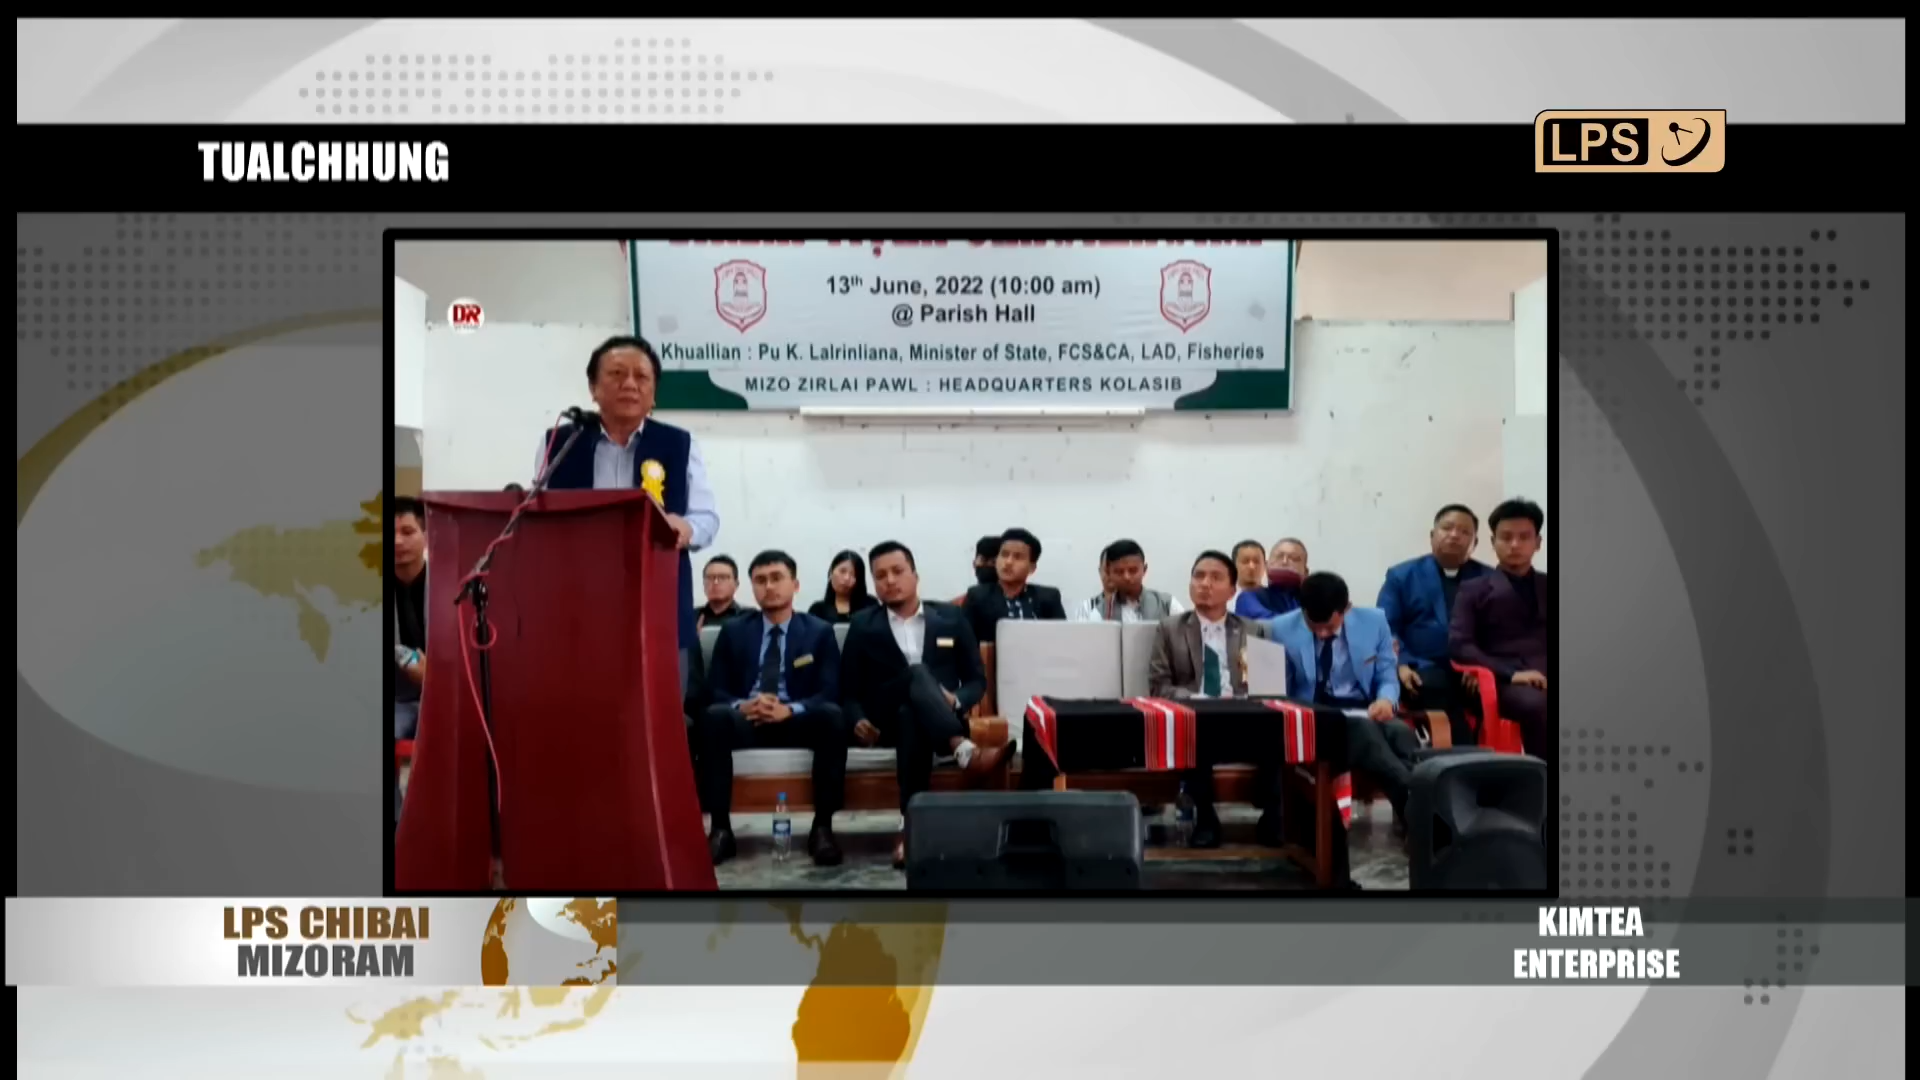 TUALCHHUNG
LPS
DR
13th June, 2022 (10:00 am)
@ Parish Hall
Khuallian : Pu K. Lalrinliana, Minister of State, FCS&CA, LAD, Fisheries
MIZO ZIRLAI PAWL : HEADQUARTERS KOLASIB
LPS CHIBAI
MIZORAM
KIMTEA
ENTERPRISE